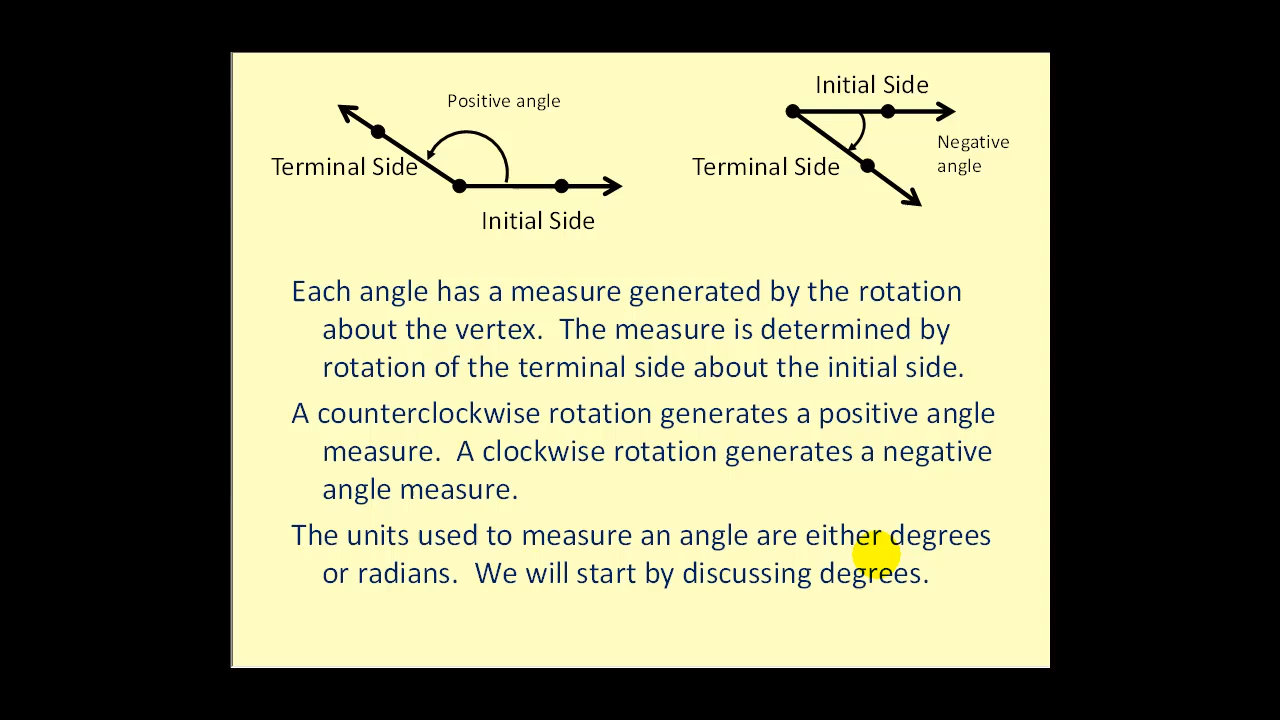 Positive angle
Terminal Side
Initial Side
Initial Side
Negative
angle
Terminal Side
Each angle has a measure generated by the rotation
about the vertex. The measure is determined by
rotation of the terminal side about the initial side.
A counterclockwise rotation generates a positive angle
measure. A clockwise rotation generates a negative
angle measure.
The units used to measure an angle are either degrees
or radians. We will start by discussing degrees.